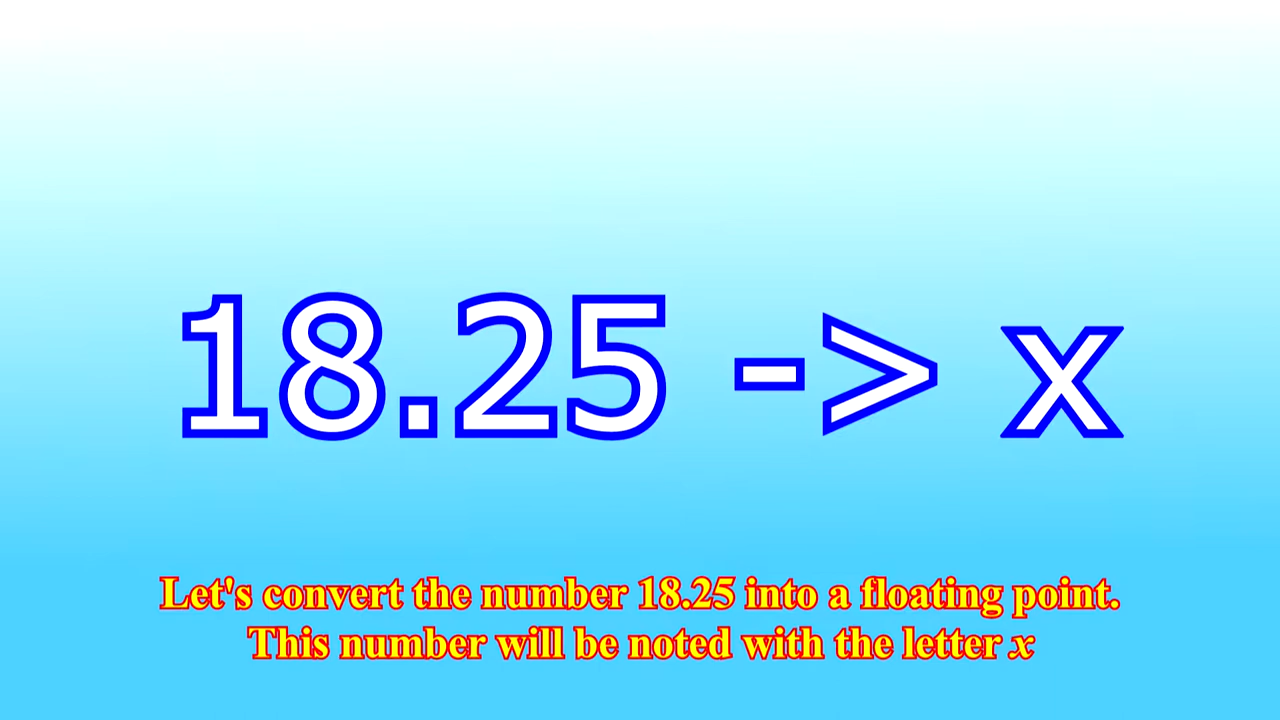 18.25 -> x
Let's convert the number 18.25 into a floating point.
This number will be noted with the letter x